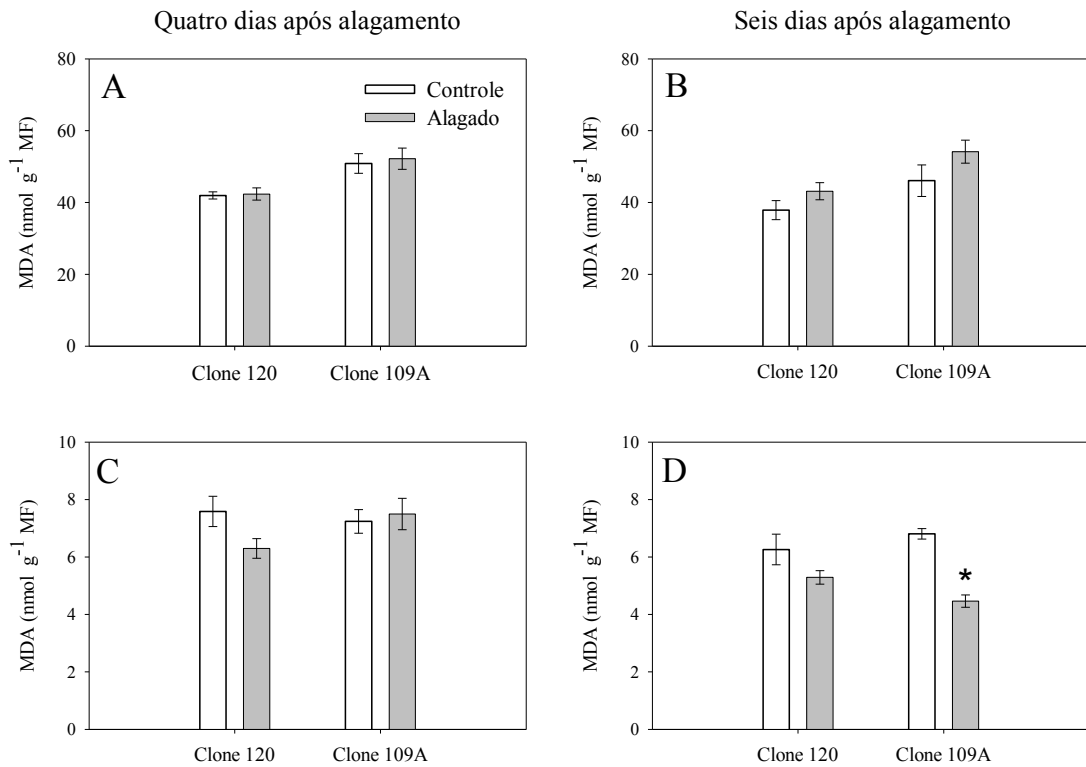 Quatro dias após alagamento
Seis dias após alagamento
A
Controle
Alagado
MDA (nmol g-1 MF)
80
60
40
20
0
Clone 120 Clone 109A
B
MDA (nmol g-1 MF)
80
60
40
20
0
Clone 120 Clone 109A
C
MDA (nmol g-1 MF)
10
8
6
4
2
0
Clone 120 Clone 109A
D
*
MDA (nmol g-1 MF)
10
8
6
4
2
0
Clone 120 Clone 109A